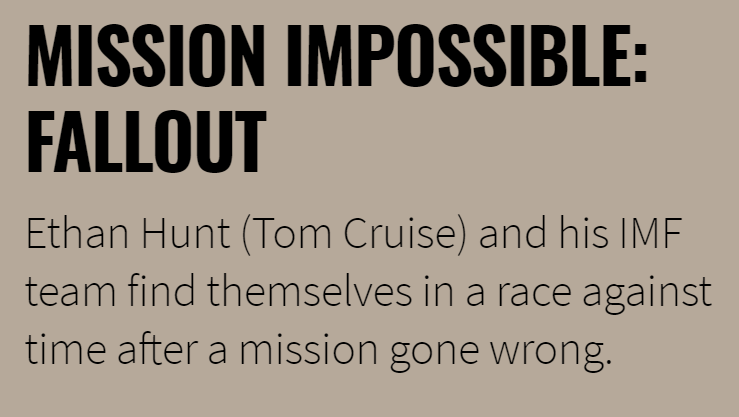 MISSION IMPOSSIBLE:
FALLOUT
Ethan Hunt (Tom Cruise) and his IMF
team find themselves in a race against
time after a mission gone wrong.